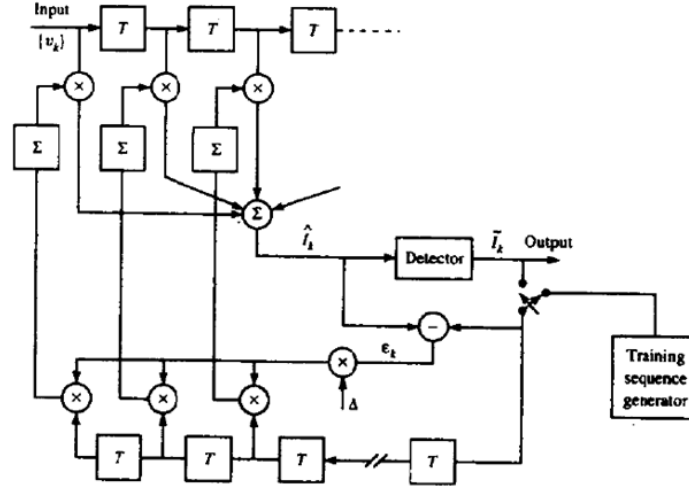 Input
{v_k}
T
T
T
×
×
×
Σ
Σ
Σ
Σ
Î_k
Detector
Ĩ_k
Output
−
ε_k
×
Δ
Training
sequence
generator
×
×
×
T
T
T
T